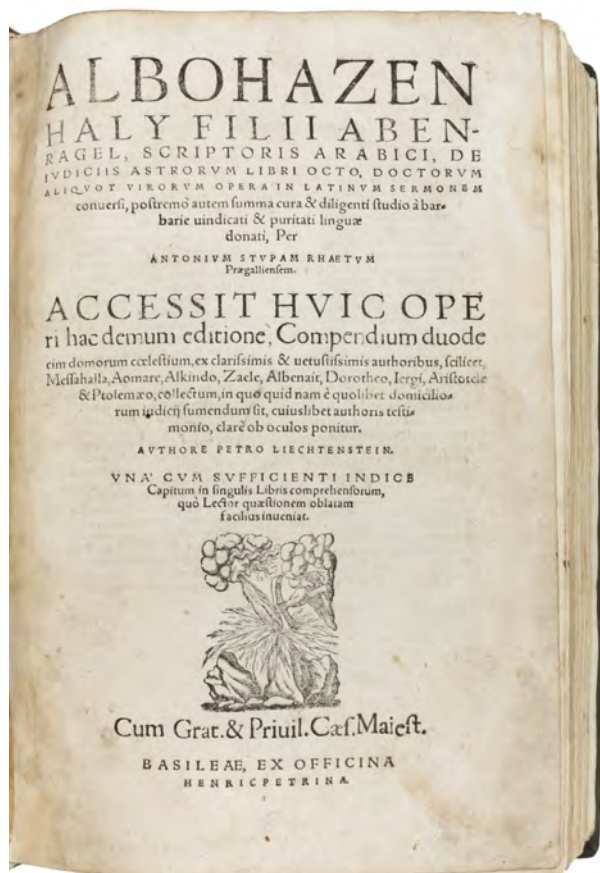 ALBOHAZEN
HALY FILII ABEN-
RAGEL, SCRIPTORIS ARABICI, DE
IVDICIIS ASTRORVM LIBRI OCTO, DOCTORVM
ALIQVOT VIRORVM OPERA IN LATINVM SERMONEM
conuersi, postremò autem summa cura & diligenti studio à bar-
barie uindicati & puritati linguæ
donati, Per
ANTONIVM STVPAM RHAETVM
Prægalliensem.
ACCESSIT HVIC OPE
ri hac demum editione, Compendium duode
cim domorum cœlestium, ex clarissimis & uetustissimis authoribus, scilicet,
Messahalla, Aomare, Alkindo, Zaele, Albenait, Dorotheo, Iergi, Aristotele
& Ptolemæo, collectum, in quo quid nam è quolibet domicilio-
rum iudicij sumendum sit, cuiuslibet authoris testi-
monio, clarè ob oculos ponitur.
AVTHORE PETRO LIECHTENSTEIN.
VNA' CVM SVFFICIENTI INDICE
Capitum in singulis Libris comprehensorum,
quò Lector quæstionem oblatam
facilius inueniat.
Cum Grat. & Priuil. Cæs. Maiest.
BASILEAE, EX OFFICINA
HENRICPETRINA.